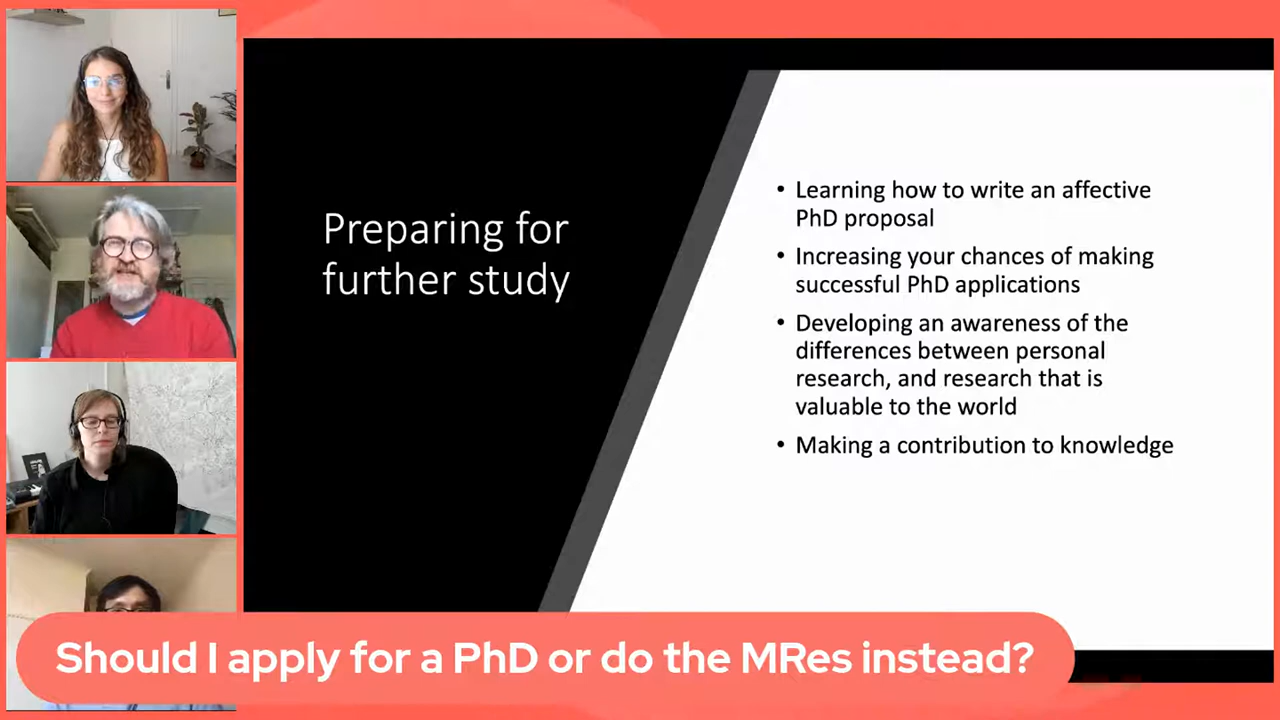 Preparing for
further study
• Learning how to write an affective
PhD proposal
• Increasing your chances of making
successful PhD applications
• Developing an awareness of the
differences between personal
research, and research that is
valuable to the world
• Making a contribution to knowledge
Should I apply for a PhD or do the MRes instead?